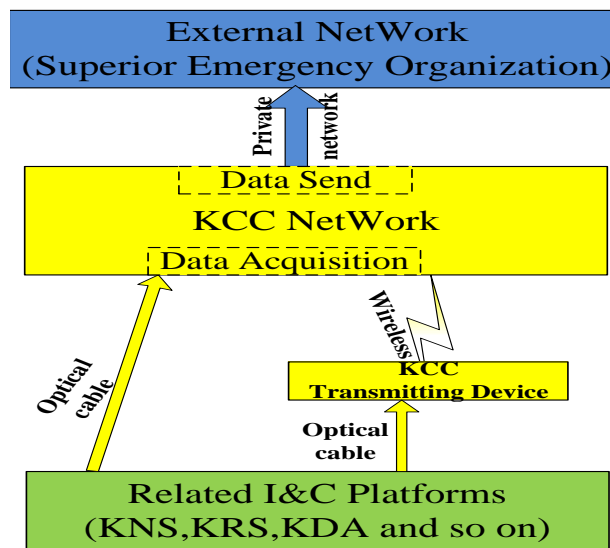 External NetWork
(Superior Emergency Organization)
Private
network
Data Send
KCC NetWork
Data Acquisition
Optical
cable
Wireless
KCC
Transmitting Device
Optical
cable
Related I&C Platforms
(KNS,KRS,KDA and so on)